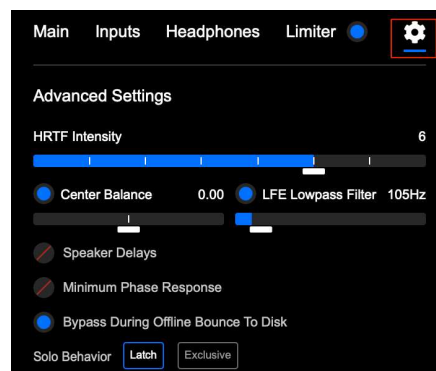 Main Inputs Headphones Limiter
Advanced Settings
HRTF Intensity 6
Center Balance 0.00 LFE Lowpass Filter 105Hz
Speaker Delays
Minimum Phase Response
Bypass During Offline Bounce To Disk
Solo Behavior Latch Exclusive